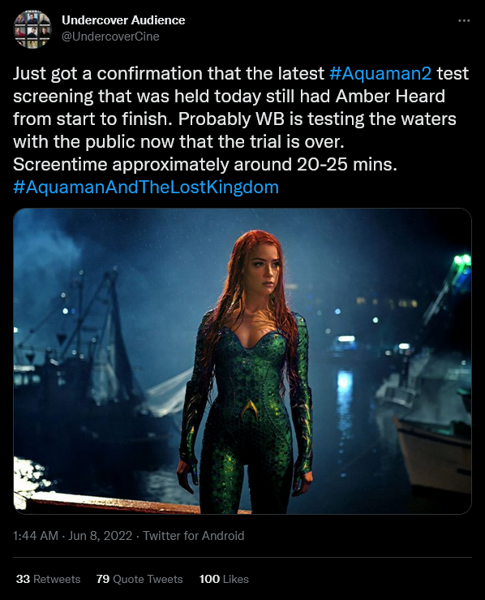 Undercover Audience
@UndercoverCine
Just got a confirmation that the latest #Aquaman2 test
screening that was held today still had Amber Heard
from start to finish. Probably WB is testing the waters
with the public now that the trial is over.
Screentime approximately around 20-25 mins.
#AquamanAndTheLostKingdom
1:44 AM · Jun 8, 2022 · Twitter for Android
33 Retweets 79 Quote Tweets 100 Likes